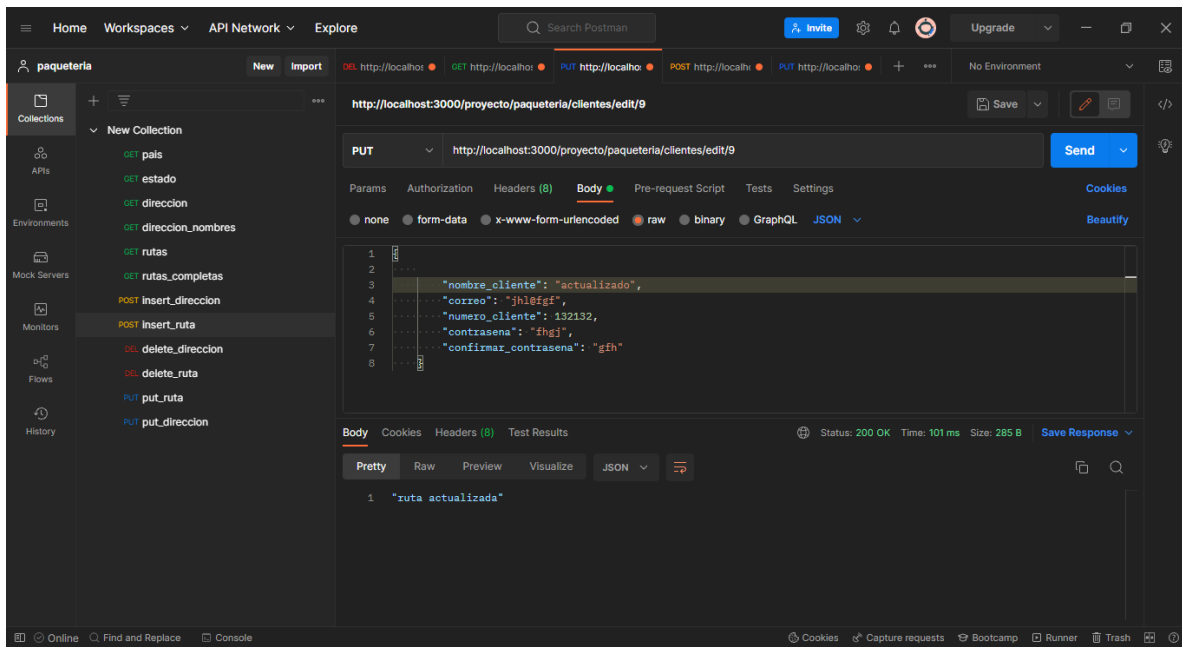 Home Workspaces API Network Explore Search Postman Invite Upgrade
paqueteria New Import DEL http://localhos GET http://localhos PUT http://localhos POST http://localho PUT http://localhos No Environment
Collections
APIs
Environments
Mock Servers
Monitors
Flows
History
New Collection
GET pais
GET estado
GET direccion
GET direccion_nombres
GET rutas
GET rutas_completas
POST insert_direccion
POST insert_ruta
DEL delete_direccion
DEL delete_ruta
PUT put_ruta
PUT put_direccion
http://localhost:3000/proyecto/paqueteria/clientes/edit/9 Save
PUT http://localhost:3000/proyecto/paqueteria/clientes/edit/9 Send
Params Authorization Headers (8) Body Pre-request Script Tests Settings Cookies
none form-data x-www-form-urlencoded raw binary GraphQL JSON Beautify
1 {
2
3 "nombre_cliente": "actualizado",
4 "correo": "jhl@fgf",
5 "numero_cliente": 132132,
6 "contrasena": "fhgj",
7 "confirmar_contrasena": "gfh"
8 }
Body Cookies Headers (8) Test Results Status: 200 OK Time: 101 ms Size: 285 B Save Response
Pretty Raw Preview Visualize JSON
1 "ruta actualizada"
Online Find and Replace Console Cookies Capture requests Bootcamp Runner Trash